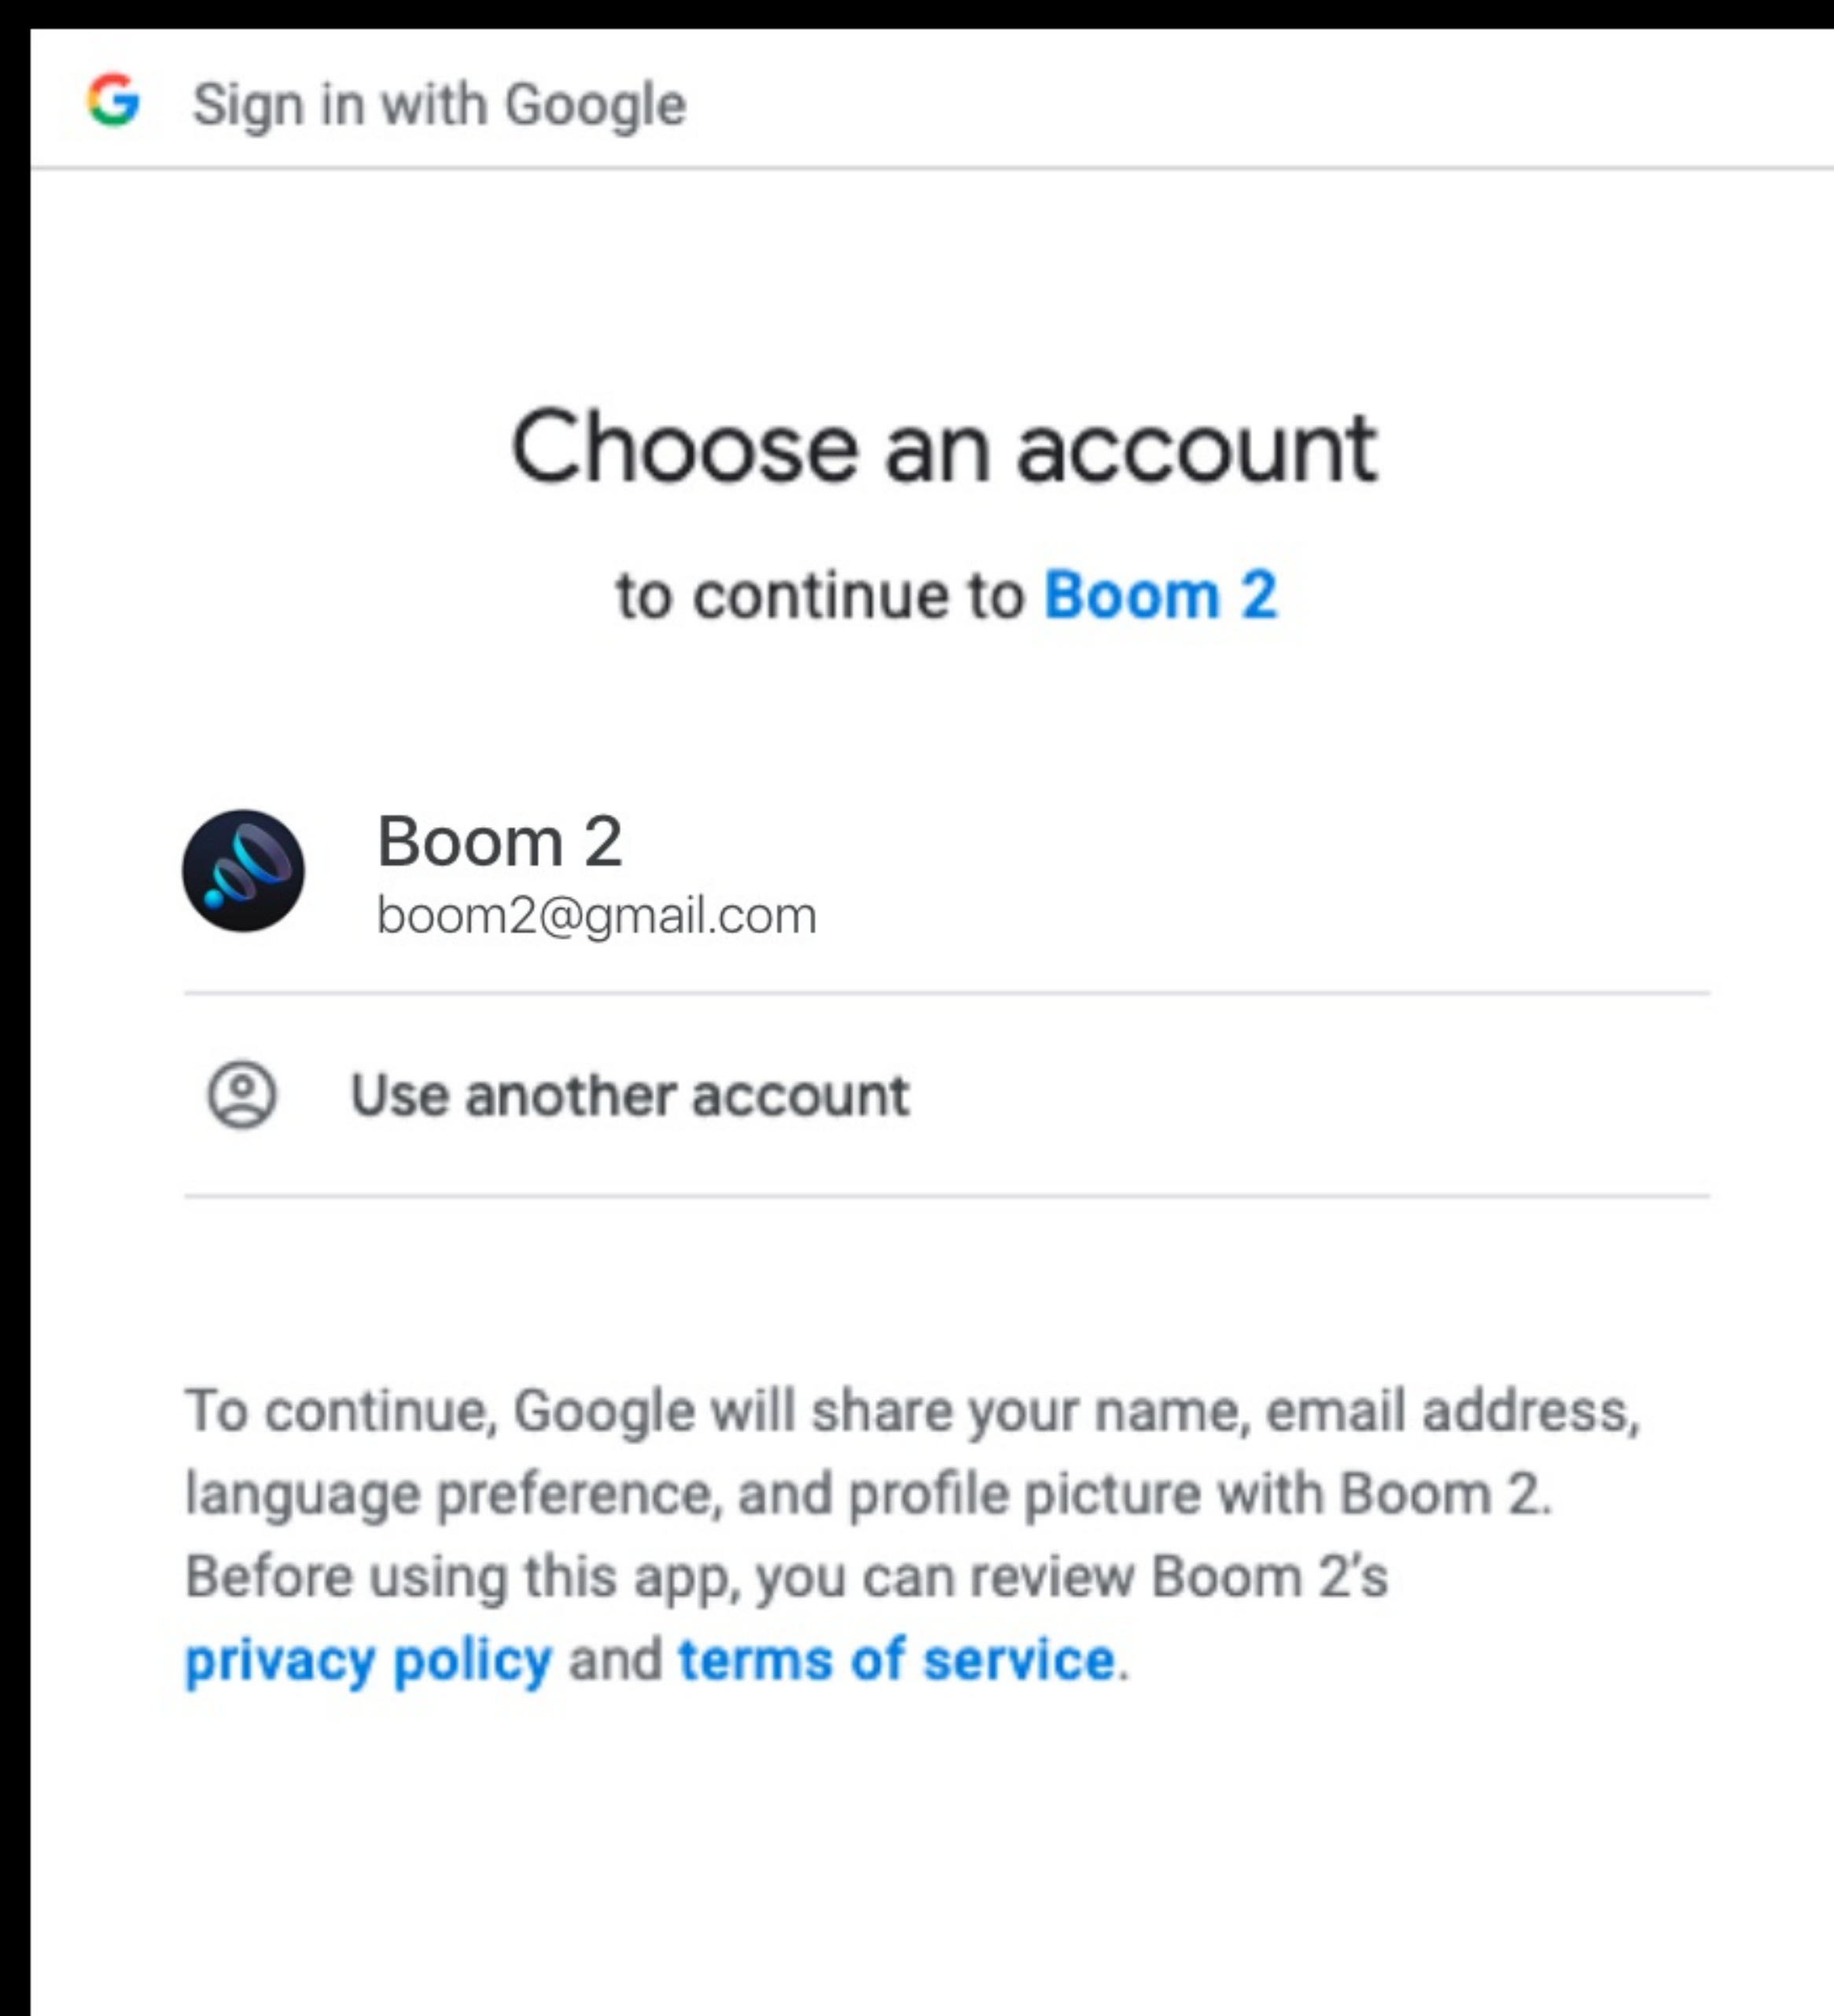 Sign in with Google
Choose an account
to continue to Boom 2
Boom 2
boom2@gmail.com
Use another account
To continue, Google will share your name, email address,
language preference, and profile picture with Boom 2.
Before using this app, you can review Boom 2’s
privacy policy and terms of service.